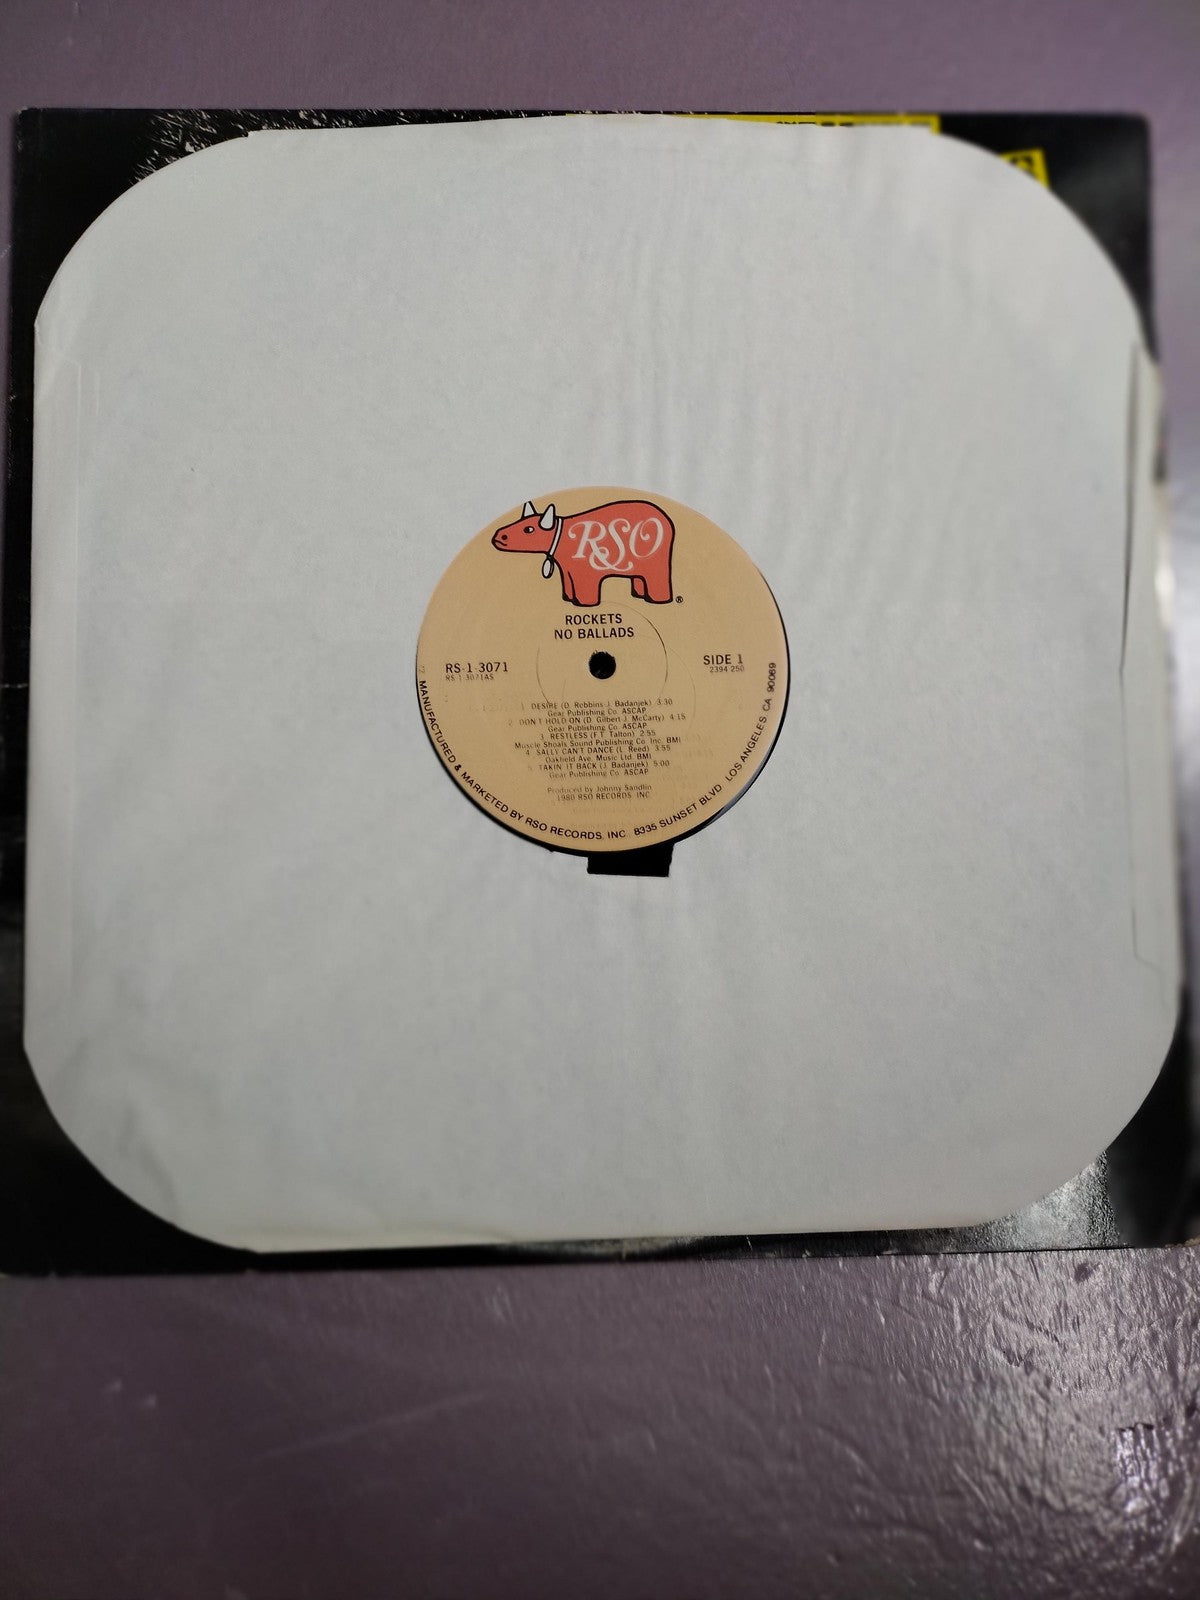 RSO
®
ROCKETS
NO BALLADS
RS-1-3071
RS 1 3071AS
SIDE 1
2394 250
1. DESIRE (D. Robbins J. Badanjek) 3:30
Gear Publishing Co. ASCAP
2. DON'T HOLD ON (D. Gilbert J. McCarty) 4:15
Gear Publishing Co. ASCAP
3. RESTLESS (F.T. Talton) 2:55
Muscle Shoals Sound Publishing Co. Inc. BMI
4. SALLY CAN'T DANCE (L. Reed) 3:55
Oakfield Ave. Music Ltd. BMI
5. TAKIN' IT BACK (J. Badanjek) 5:00
Gear Publishing Co. ASCAP
Produced by Johnny Sandlin
1980 RSO RECORDS, INC.
MANUFACTURED & MARKETED BY RSO RECORDS, INC. 8335 SUNSET BLVD. LOS ANGELES, CA. 90069